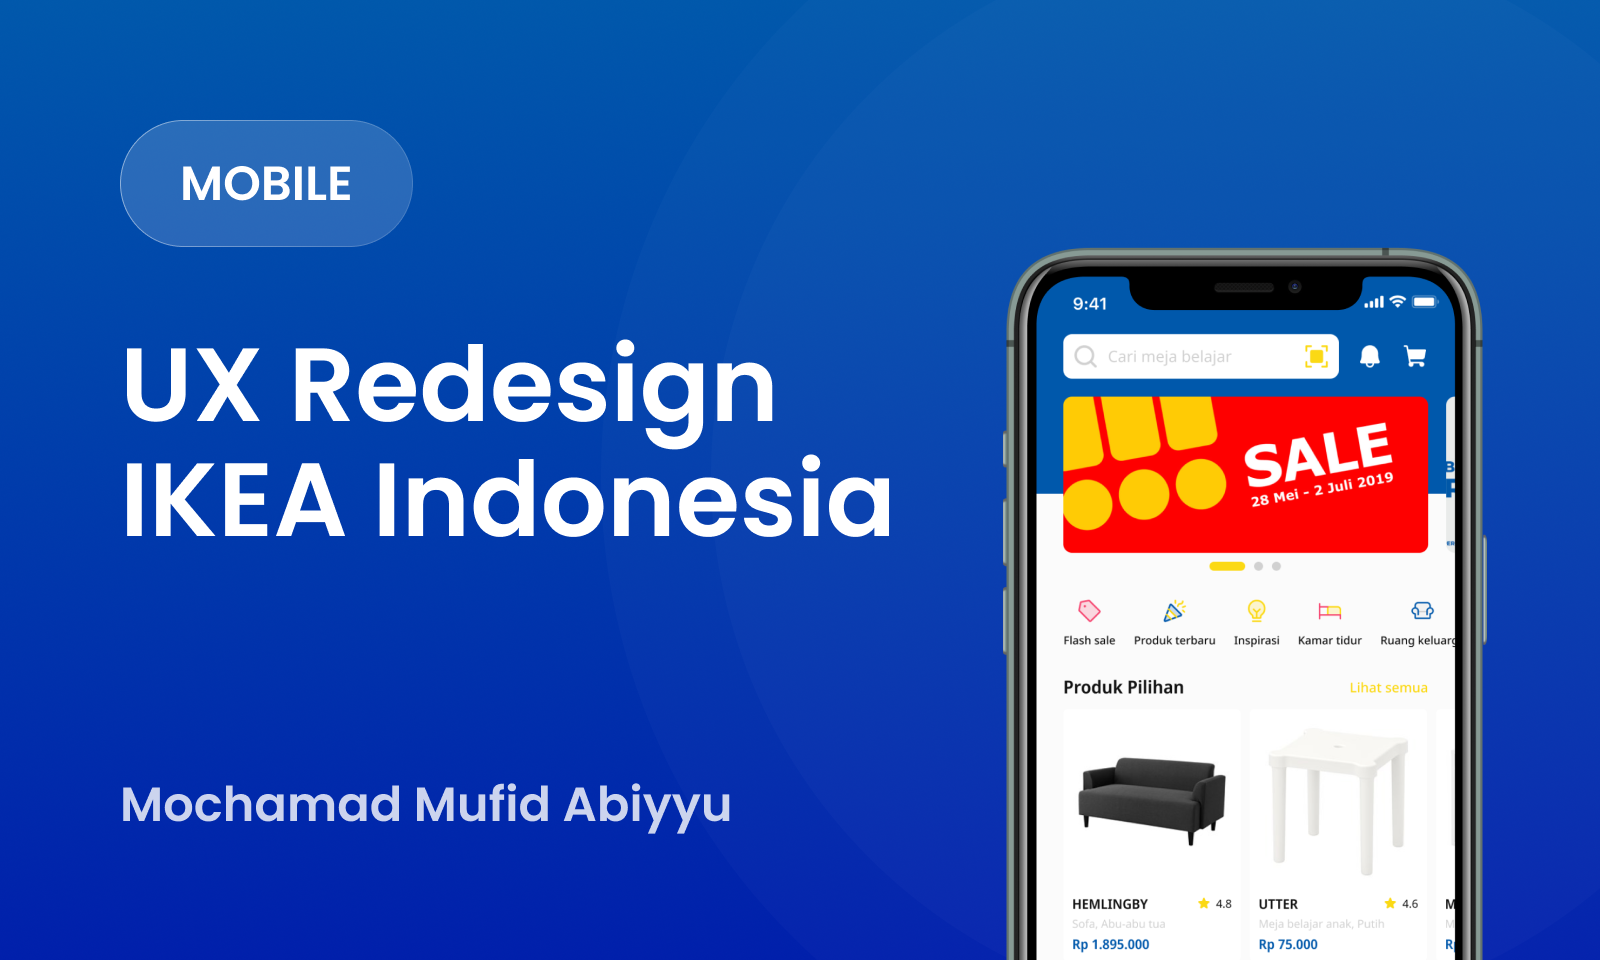 MOBILE
UX Redesign
IKEA Indonesia
Mochamad Mufid Abiyyu
9:41
Cari meja belajar
SALE
28 Mei - 2 Juli 2019
Flash sale
Produk terbaru
Inspirasi
Kamar tidur
Ruang keluarg
Produk Pilihan
Lihat semua
HEMLINGBY
4.8
Sofa, Abu-abu tua
Rp 1.895.000
UTTER
4.6
Meja belajar anak, Putih
Rp 75.000